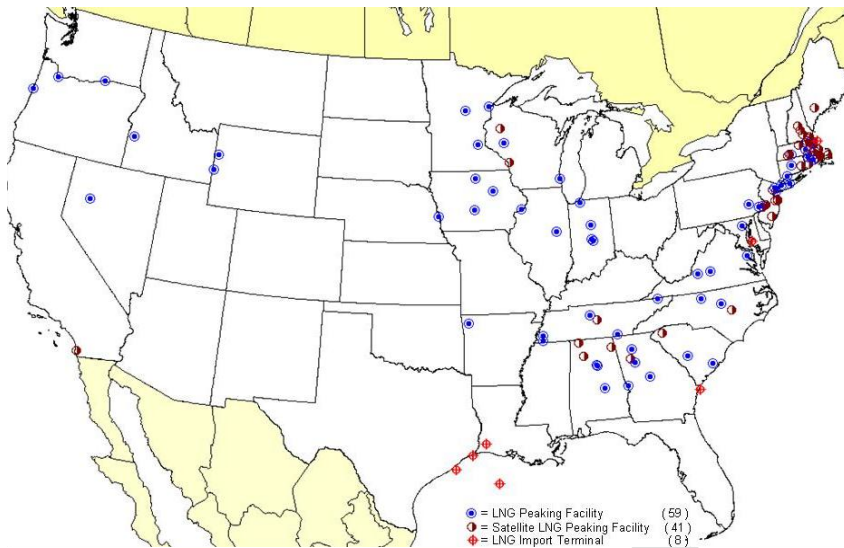 = LNG Peaking Facility (59)
= Satellite LNG Peaking Facility (41)
= LNG Import Terminal (8)